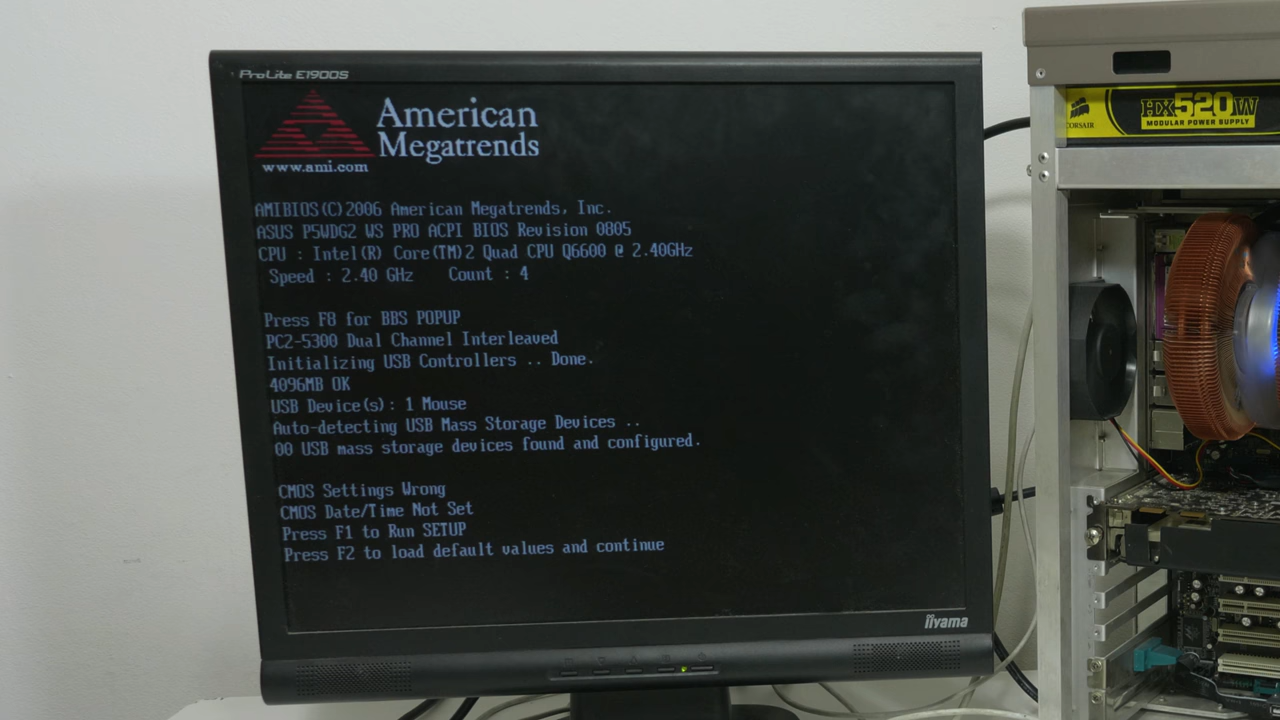 ProLite E1900S
American
Megatrends
www.ami.com
AMIBIOS(C)2006 American Megatrends, Inc.
ASUS P5WDG2 WS PRO ACPI BIOS Revision 0805
CPU : Intel(R) Core(TM)2 Quad CPU Q6600 @ 2.40GHz
Speed : 2.40 GHz Count : 4
Press F8 for BBS POPUP
PC2-5300 Dual Channel Interleaved
Initializing USB Controllers .. Done.
4096MB OK
USB Device(s): 1 Mouse
Auto-detecting USB Mass Storage Devices ..
00 USB mass storage devices found and configured.
CMOS Settings Wrong
CMOS Date/Time Not Set
Press F1 to Run SETUP
Press F2 to load default values and continue
iiyama
CORSAIR
HX520W
MODULAR POWER SUPPLY